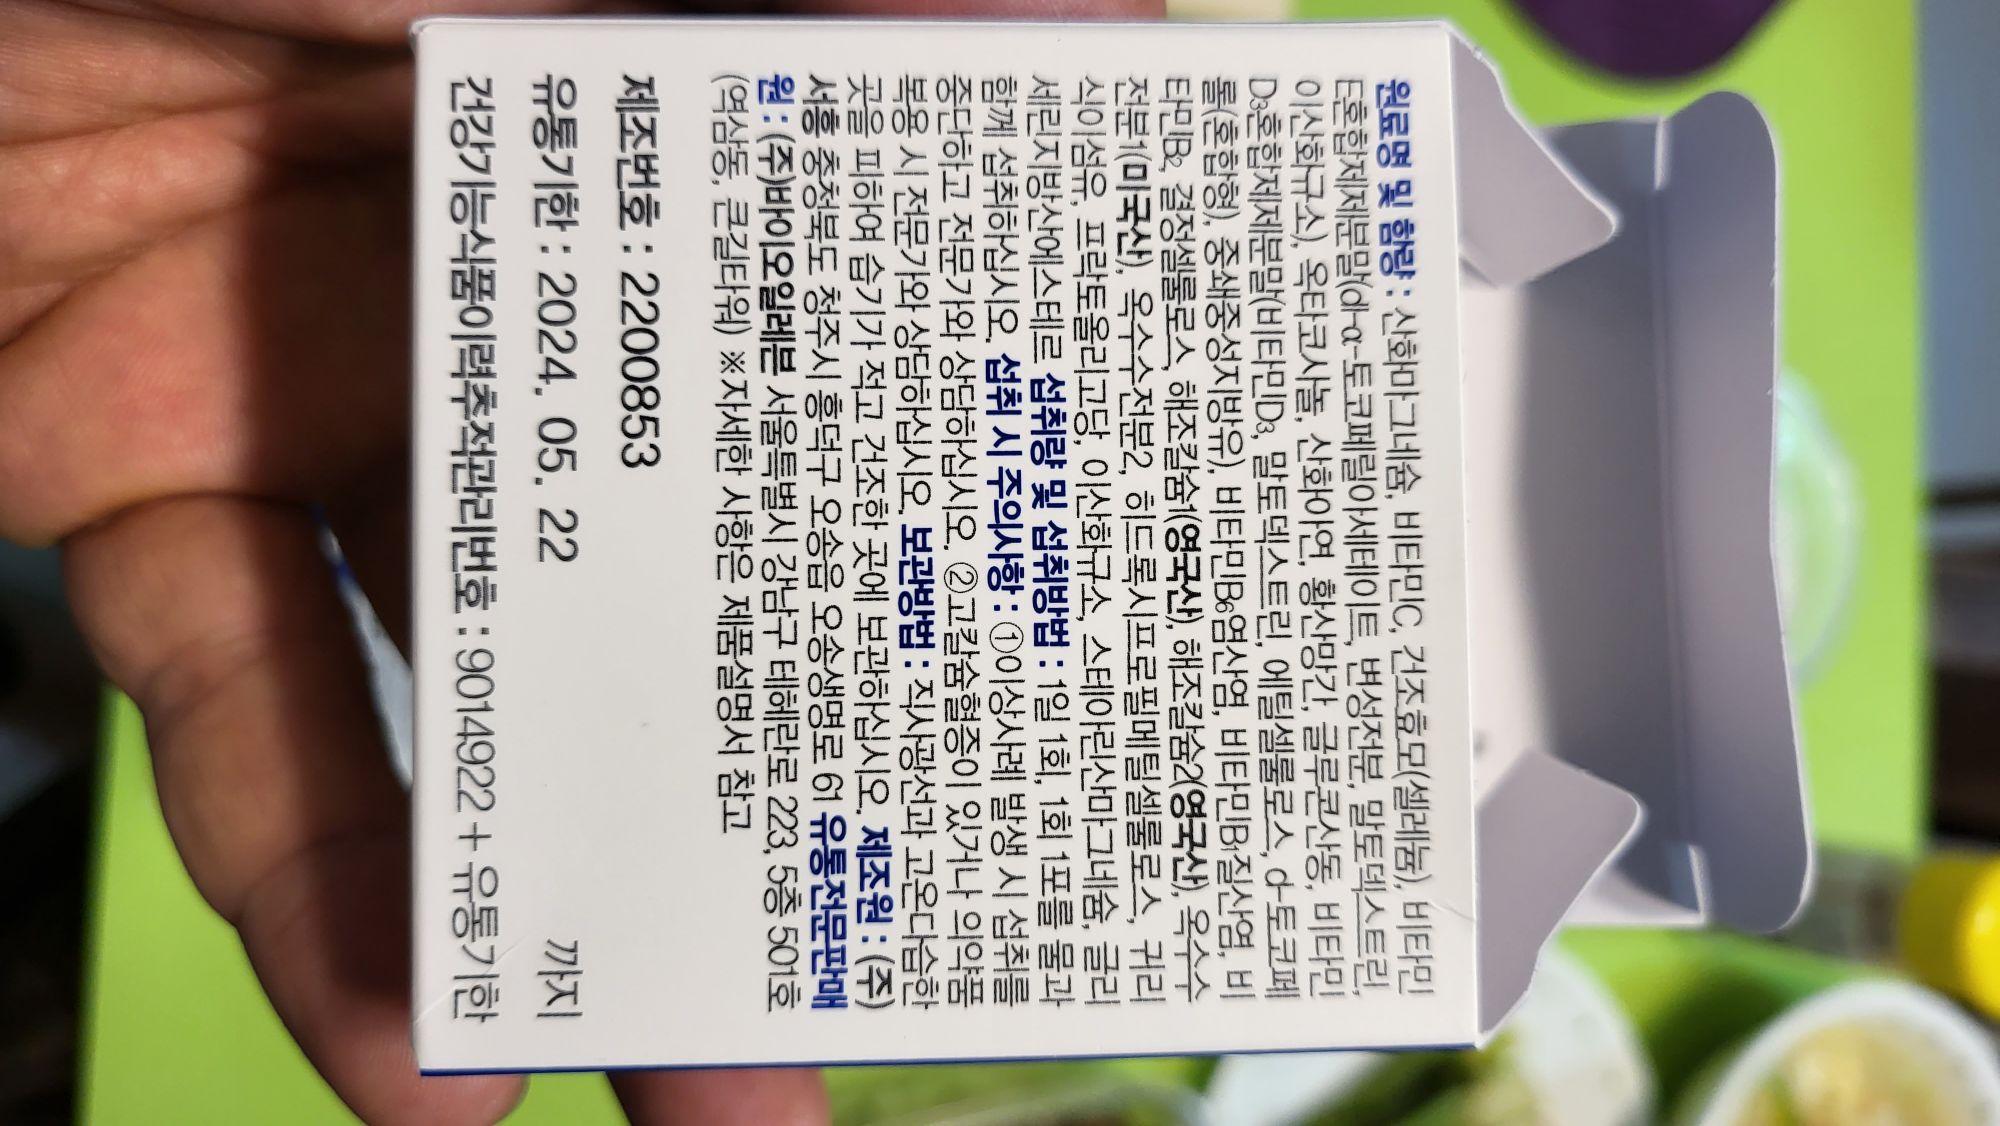 원료명 및 함량 : 산화마그네슘, 비타민C, 건조효모(셀레늄), 비타민
E혼합제제분말(dl-α-토코페릴아세테이트, 변성전분, 말토덱스트린,
이산화규소), 옥타코사놀, 산화아연, 황산망간, 글루콘산동, 비타민
D3혼합제제분말(비타민D3, 말토덱스트린, 에틸셀룰로스, d-토코페
롤(혼합형), 중쇄중성지방유), 비타민B6염산염, 비타민B1질산염, 비
타민B2, 결정셀룰로스, 해조칼슘1(영국산), 해조칼슘2(영국산), 옥수수
전분1(미국산), 옥수수전분2, 히드록시프로필메틸셀룰로스, 귀리
식이섬유, 프락토올리고당, 이산화규소, 스테아린산마그네슘, 글리
세린지방산에스테르 섭취량 및 섭취방법 : 1일 1회, 1회 1포를 물과
함께 섭취하십시오. 섭취 시 주의사항 : ①이상사례 발생 시 섭취를
중단하고 전문가와 상담하십시오. ②고칼슘혈증이 있거나 의약품
복용 시 전문가와 상담하십시오. 보관방법 : 직사광선과 고온다습한
곳을 피하여 습기가 적고 건조한 곳에 보관하십시오. 제조원 : (주)
서흥 충청북도 청주시 흥덕구 오송읍 오송생명로 61 유통전문판매
원 : (주)바이오일레븐 서울특별시 강남구 테헤란로 223, 5층 501호
(역삼동, 큰길타워) ※자세한 사항은 제품설명서 참고
제조번호 : 2200853
유통기한 : 2024. 05. 22 까지
건강기능식품이력추적관리번호 : 9014922 + 유통기한